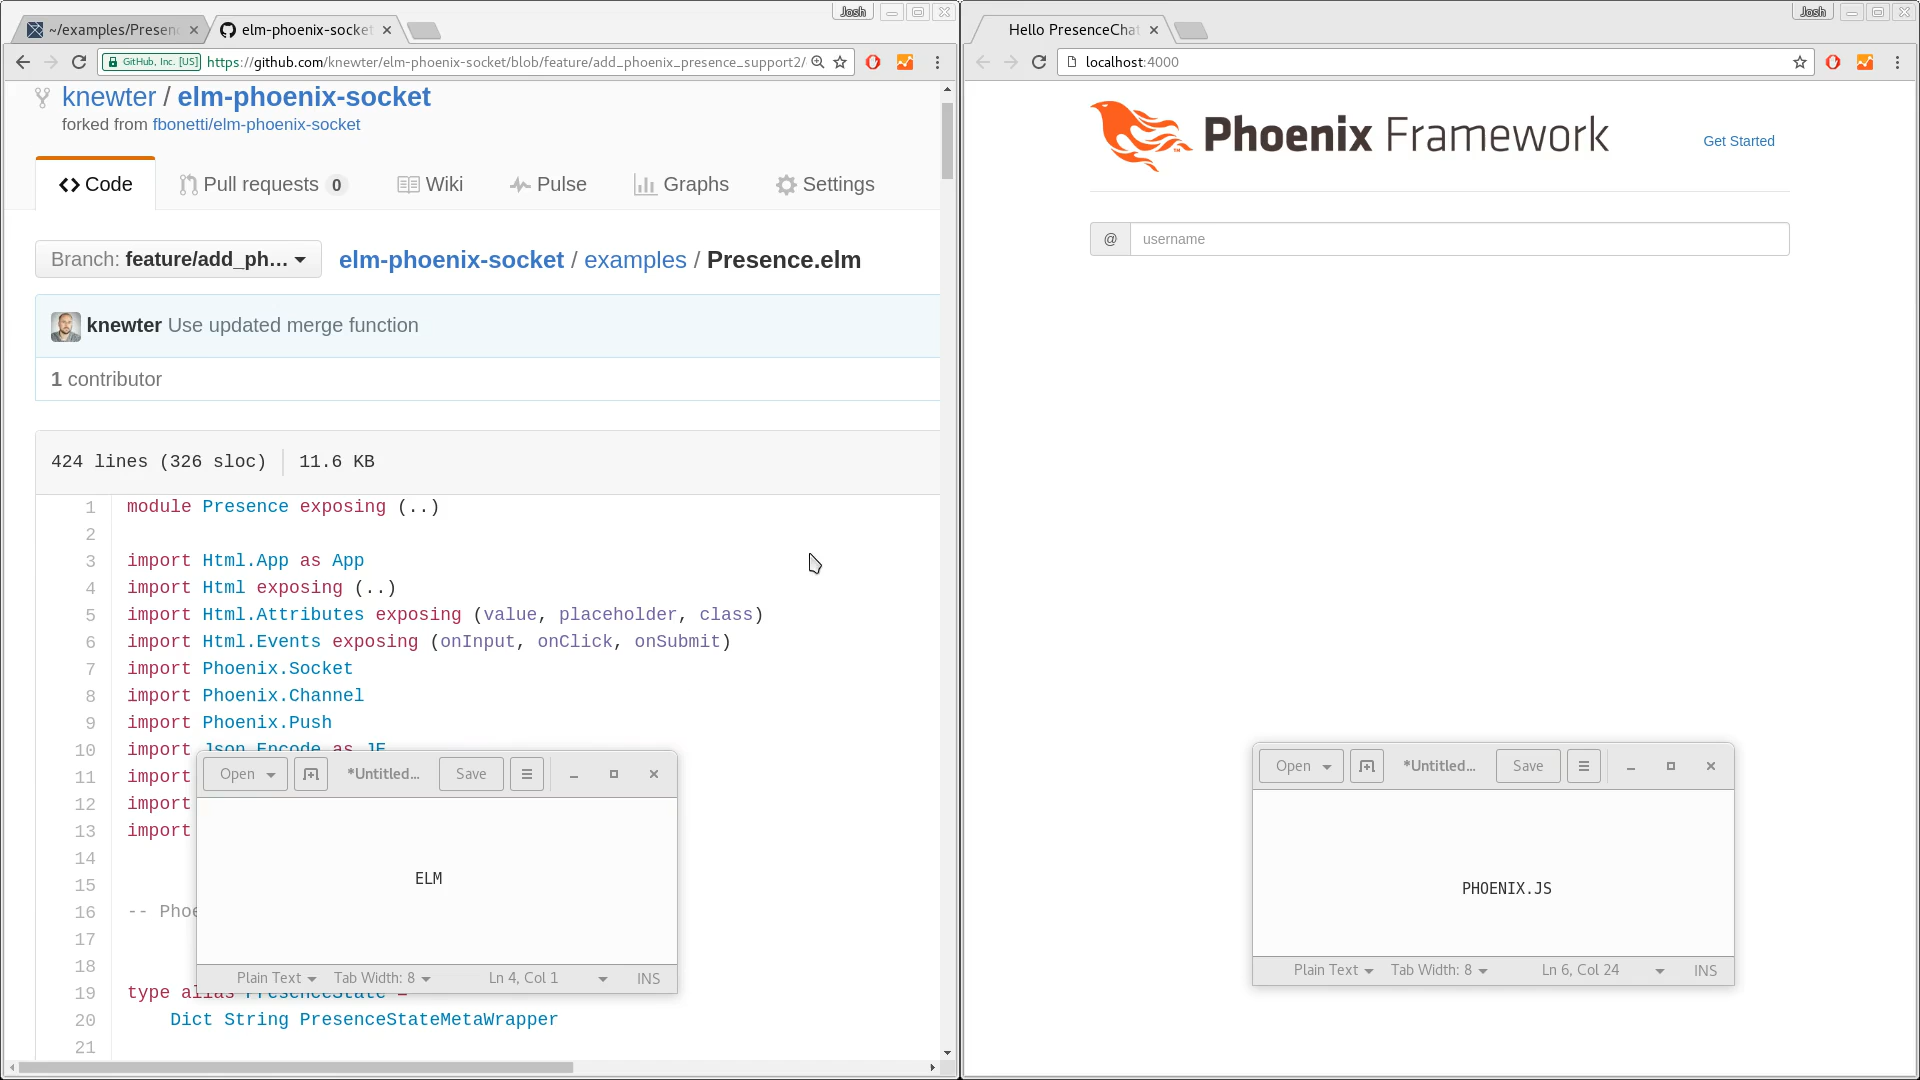 Josh
~/examples/Presen
elm-phoenix-socket
GitHub, Inc. [US]
https://github.com/knewter/elm-phoenix-socket/blob/feature/add_phoenix_presence_support2/
knewter / elm-phoenix-socket
forked from fbonetti/elm-phoenix-socket
Code
Pull requests 0
Wiki
Pulse
Graphs
Settings
Branch: feature/add_ph…
elm-phoenix-socket / examples / Presence.elm
knewter Use updated merge function
1 contributor
424 lines (326 sloc)
11.6 KB
1 module Presence exposing (..)
2
3 import Html.App as App
4 import Html exposing (..)
5 import Html.Attributes exposing (value, placeholder, class)
6 import Html.Events exposing (onInput, onClick, onSubmit)
7 import Phoenix.Socket
8 import Phoenix.Channel
9 import Phoenix.Push
10 import Json.Encode as JE
11 import
12 import
13 import
14
15
16 -- Phoe
17
18
19 type alias PresenceState =
20 Dict String PresenceStateMetaWrapper
21
Open
*Untitled...
Save
ELM
Plain Text
Tab Width: 8
Ln 4, Col 1
INS
Josh
Hello PresenceChat
localhost:4000
Phoenix Framework
TM
Get Started
@ username
Open
*Untitled...
Save
PHOENIX.JS
Plain Text
Tab Width: 8
Ln 6, Col 24
INS